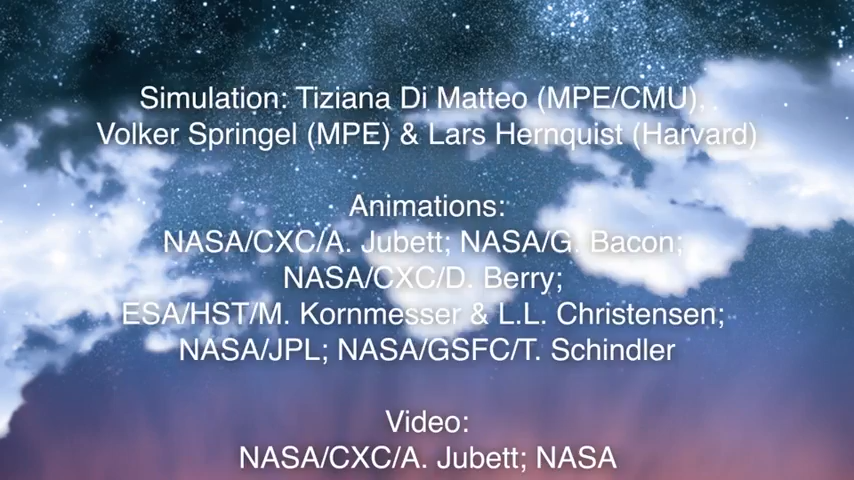 Simulation: Tiziana Di Matteo (MPE/CMU),
Volker Springel (MPE) & Lars Hernquist (Harvard)
Animations:
NASA/CXC/A. Jubett; NASA/G. Bacon;
NASA/CXC/D. Berry;
ESA/HST/M. Kornmesser & L.L. Christensen;
NASA/JPL; NASA/GSFC/T. Schindler
Video:
NASA/CXC/A. Jubett; NASA